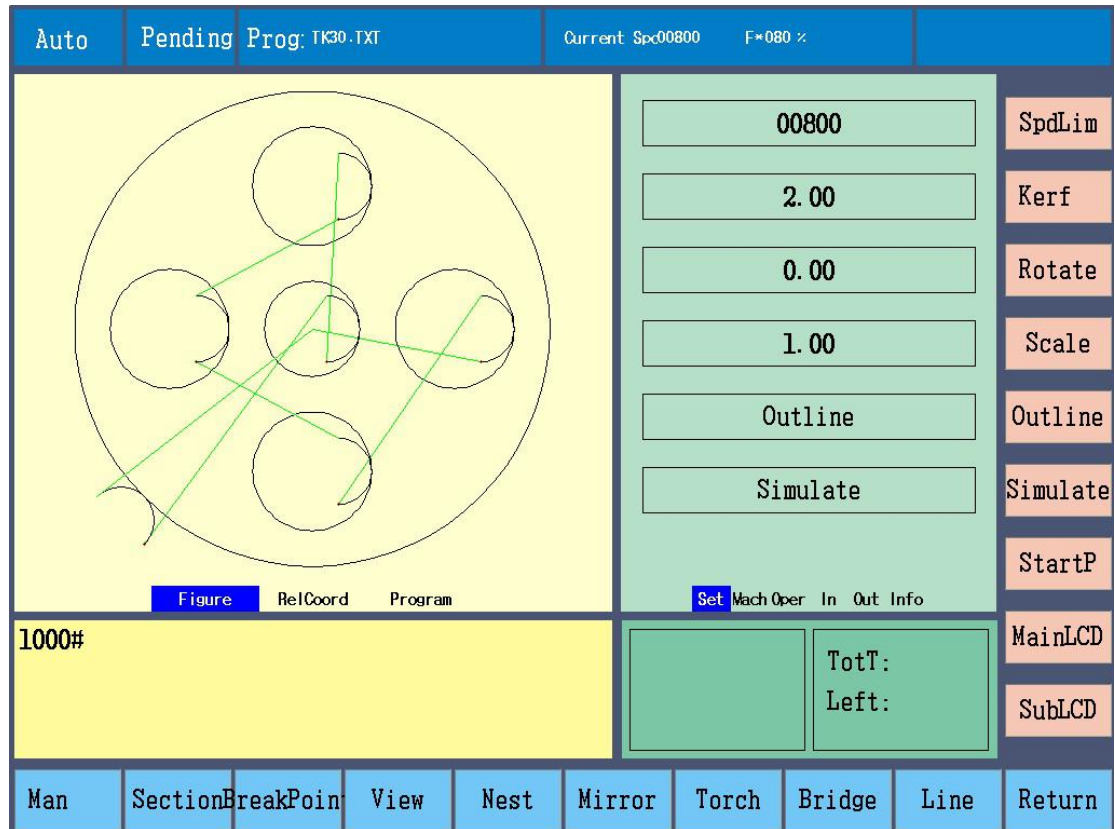 Auto Pending Prog: TK30.TXT Current Spd00800 F*080 %
00800 SpdLim
2.00 Kerf
0.00 Rotate
1.00 Scale
Outline Outline
Simulate Simulate
StartP
Figure RelCoord Program Set Mach Oper In Out Info
1000# MainLCD
TotT:
Left: SubLCD
Man Section BreakPoin View Nest Mirror Torch Bridge Line Return